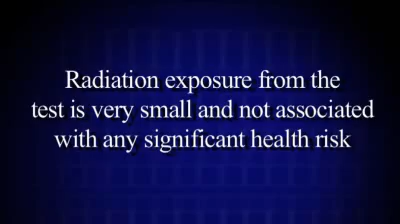 Radiation exposure from the
test is very small and not associated
with any significant health risk